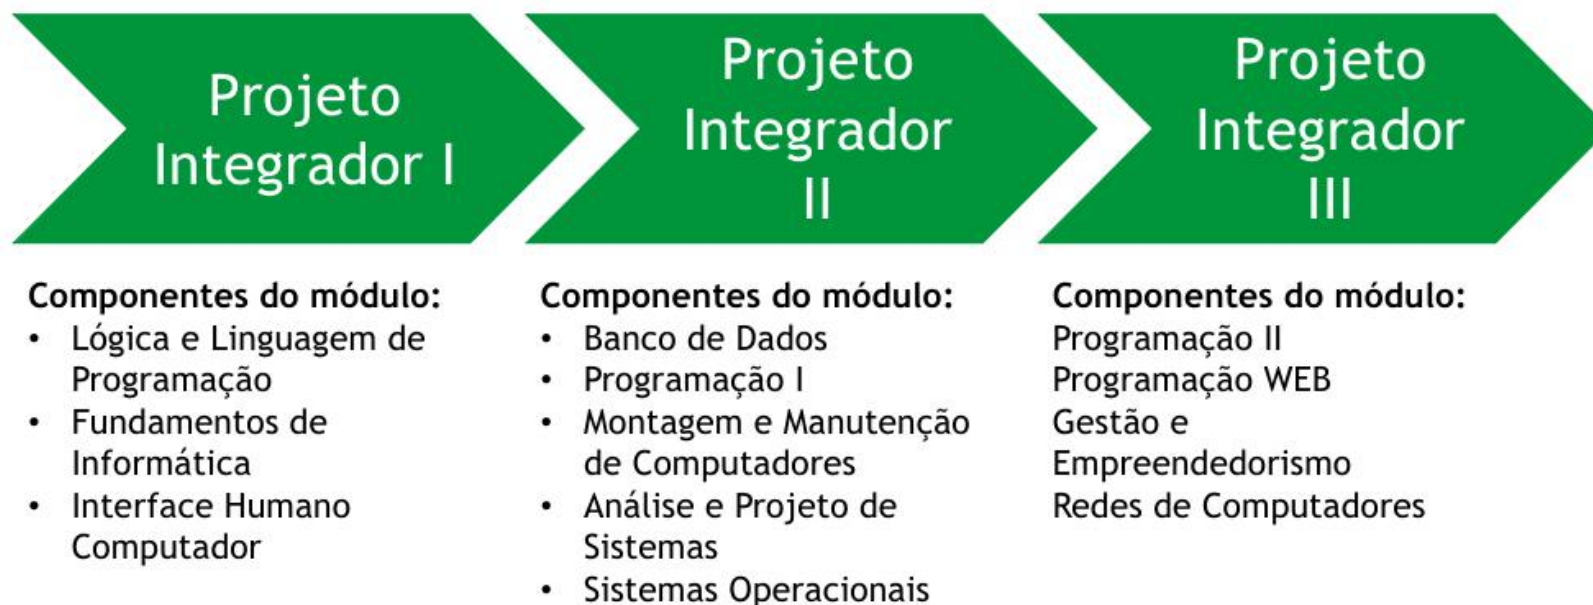 Projeto
Integrador I
Componentes do módulo:
• Lógica e Linguagem de
Programação
• Fundamentos de
Informática
• Interface Humano
Computador
Projeto
Integrador
II
Componentes do módulo:
• Banco de Dados
• Programação I
• Montagem e Manutenção
de Computadores
• Análise e Projeto de
Sistemas
• Sistemas Operacionais
Projeto
Integrador
III
Componentes do módulo:
Programação II
Programação WEB
Gestão e
Empreendedorismo
Redes de Computadores